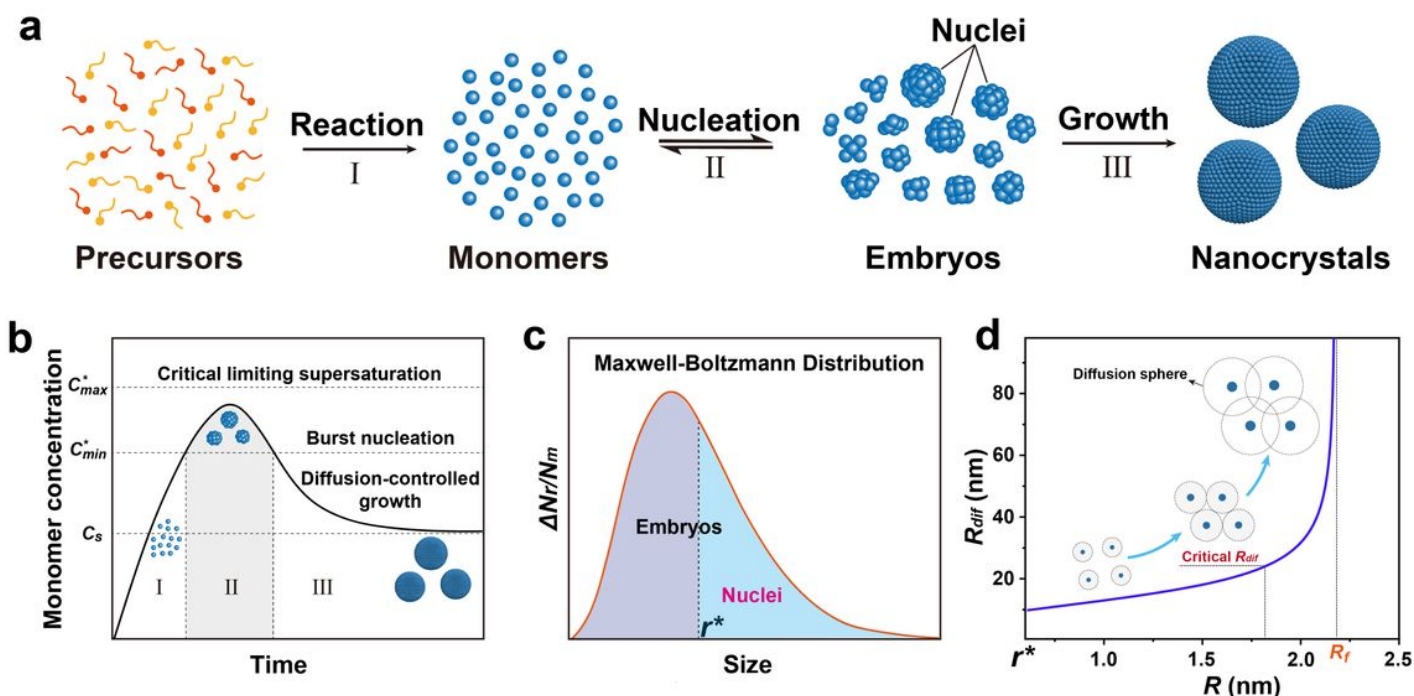 a
Nuclei
Reaction
I
Nucleation
II
Growth
III
Precursors
Monomers
Embryos
Nanocrystals
b
Monomer concentration
C*max
Critical limiting supersaturation
C*min
Burst nucleation
Diffusion-controlled
growth
Cs
I
II
III
Time
c
Maxwell-Boltzmann Distribution
ΔNr/Nm
Embryos
Nuclei
r*
Size
d
Rdif (nm)
80
60
40
20
Diffusion sphere
Critical Rdif
r*
1.0
1.5
2.0
Rf
2.5
R (nm)